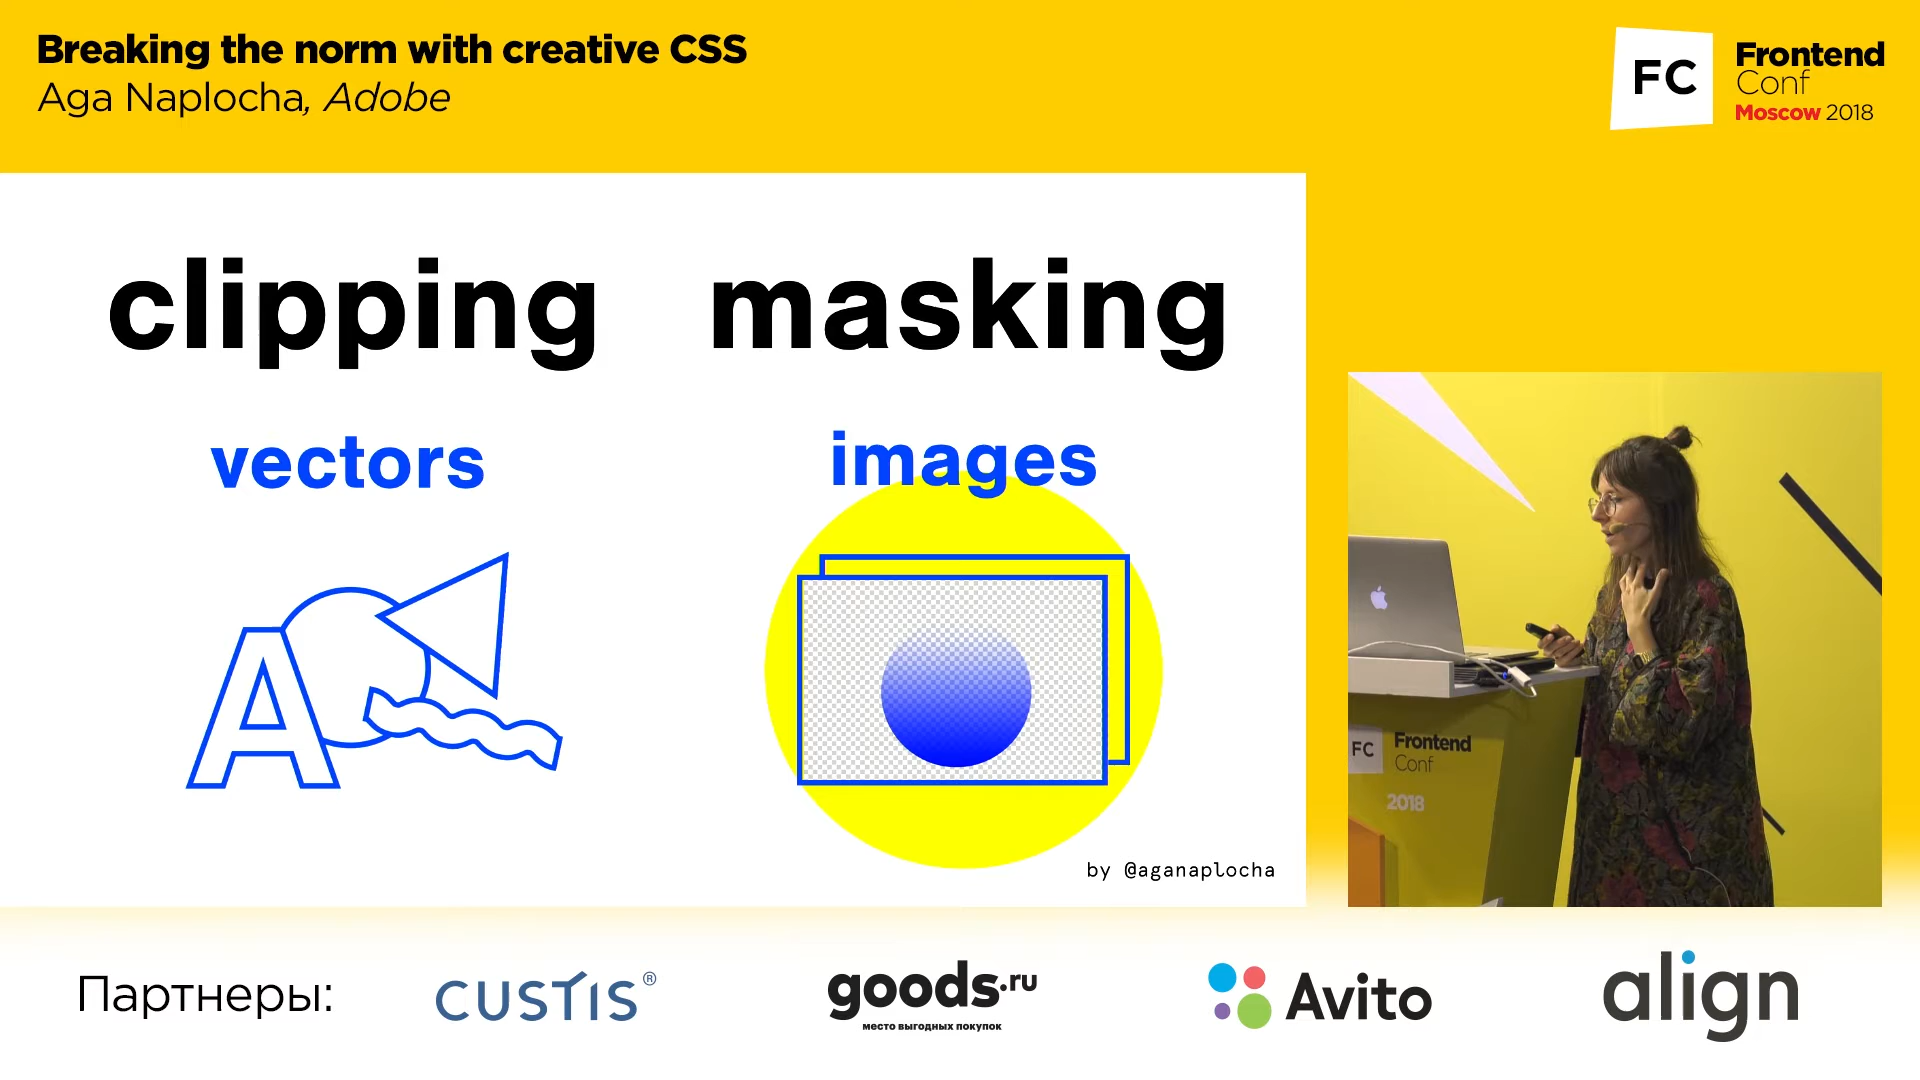 Breaking the norm with creative CSS
Aga Naplocha, Adobe
FC
Frontend
Conf
Moscow 2018
clipping
masking
vectors
images
A
by @aganaplocha
FC
Frontend
Conf
2018
Партнеры:
CUSTIS®
goods.ru
место выгодных покупок
Avito
align